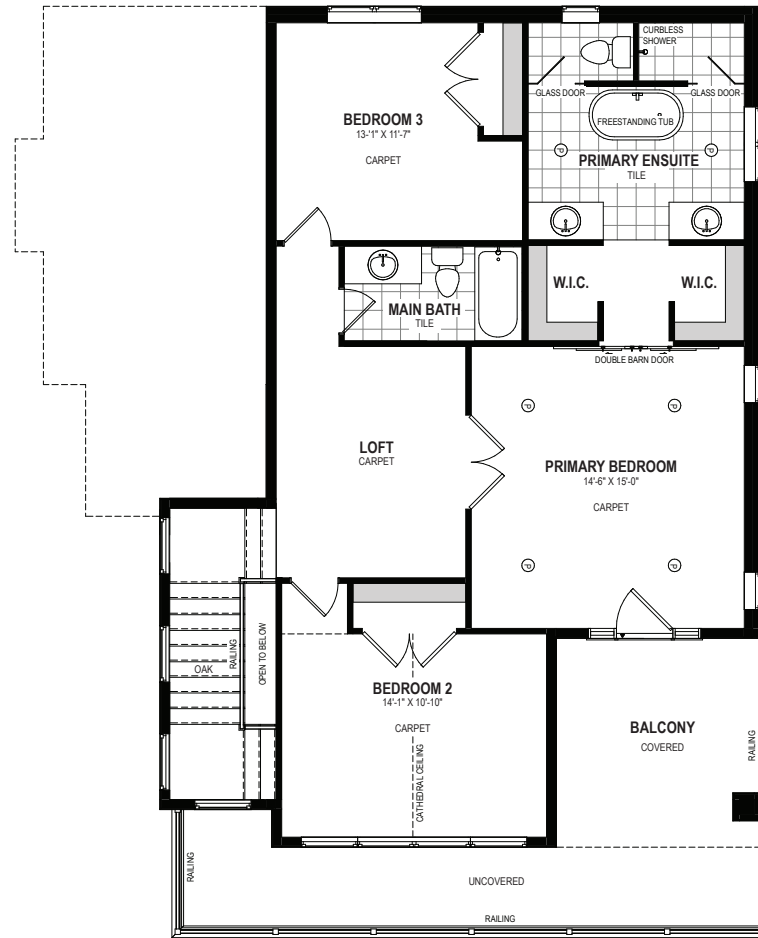 CURBLESS
SHOWER
GLASS DOOR
GLASS DOOR
FREESTANDING TUB
BEDROOM 3
13-'1" X 11'-7"
CARPET
P
P
PRIMARY ENSUITE
TILE
W.I.C.
W.I.C.
MAIN BATH
TILE
DOUBLE BARN DOOR
P
P
LOFT
CARPET
PRIMARY BEDROOM
14'-6" X 15'-0"
CARPET
P
P
RAILING
OPEN TO BELOW
OAK
BEDROOM 2
14'-1" X 10'-10"
CARPET
CATHEDRAL CEILING
BALCONY
COVERED
RAILING
RAILING
UNCOVERED
RAILING